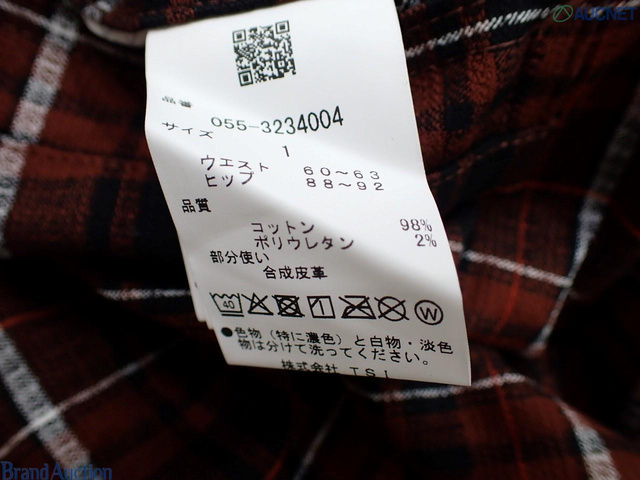 AUCNET
品番
055-3234004
サイズ
1
ウエスト 60～63
ヒップ 88～92
品質
コットン 98%
ポリウレタン 2%
部分使い
合成皮革
40
W
●色物（特に濃色）と白物・淡色
物は分けて洗ってください。
株式会社 TSI
Brand Auction